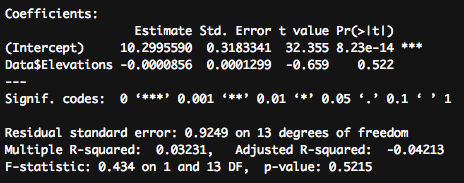 Coefficients:
Estimate Std. Error t value Pr(>|t|)
(Intercept) 10.2995590 0.3183341 32.355 8.23e-14 ***
Data$Elevations -0.0000856 0.0001299 -0.659 0.522
---
Signif. codes: 0 ‘***’ 0.001 ‘**’ 0.01 ‘*’ 0.05 ‘.’ 0.1 ‘ ’ 1
Residual standard error: 0.9249 on 13 degrees of freedom
Multiple R-squared: 0.03231, Adjusted R-squared: -0.04213
F-statistic: 0.434 on 1 and 13 DF, p-value: 0.5215